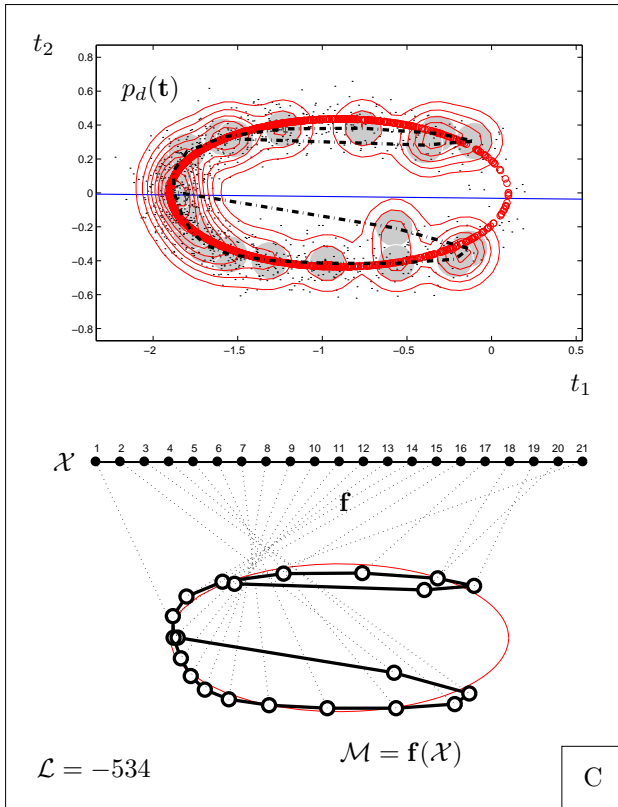 t₂
p_d(𝐭)
0.8
0.6
0.4
0.2
0
−0.2
−0.4
−0.6
−0.8
−2 −1.5 −1 −0.5 0 0.5
t₁
1 2 3 4 5 6 7 8 9 10 11 12 13 14 15 16 17 18 19 20 21
𝒳
𝐟
ℳ = 𝐟(𝒳)
ℒ = −534
C